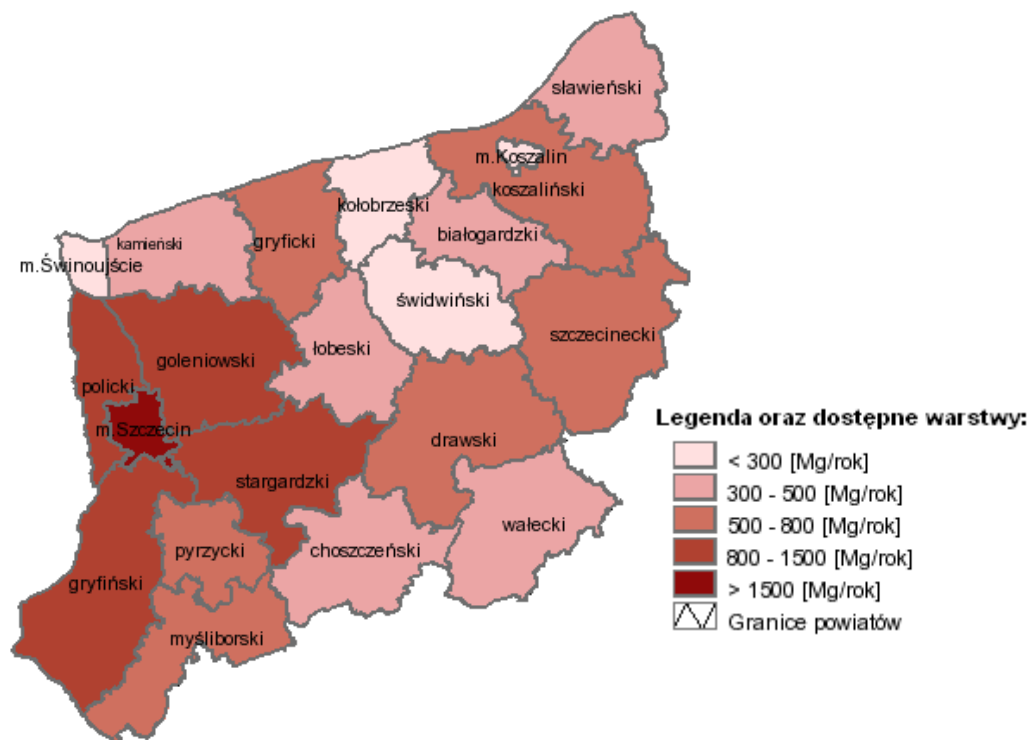 sławieński
m.Koszalin
koszaliński
kołobrzeski
białogardzki
gryficki
kamieński
m.Świnoujście
świdwiński
szczecinecki
łobeski
goleniowski
policki
m.Szczecin
drawski
stargardzki
wałecki
choszczeński
pyrzycki
gryfiński
myśliborski
Legenda oraz dostępne warstwy:
< 300 [Mg/rok]
300 - 500 [Mg/rok]
500 - 800 [Mg/rok]
800 - 1500 [Mg/rok]
> 1500 [Mg/rok]
Granice powiatów